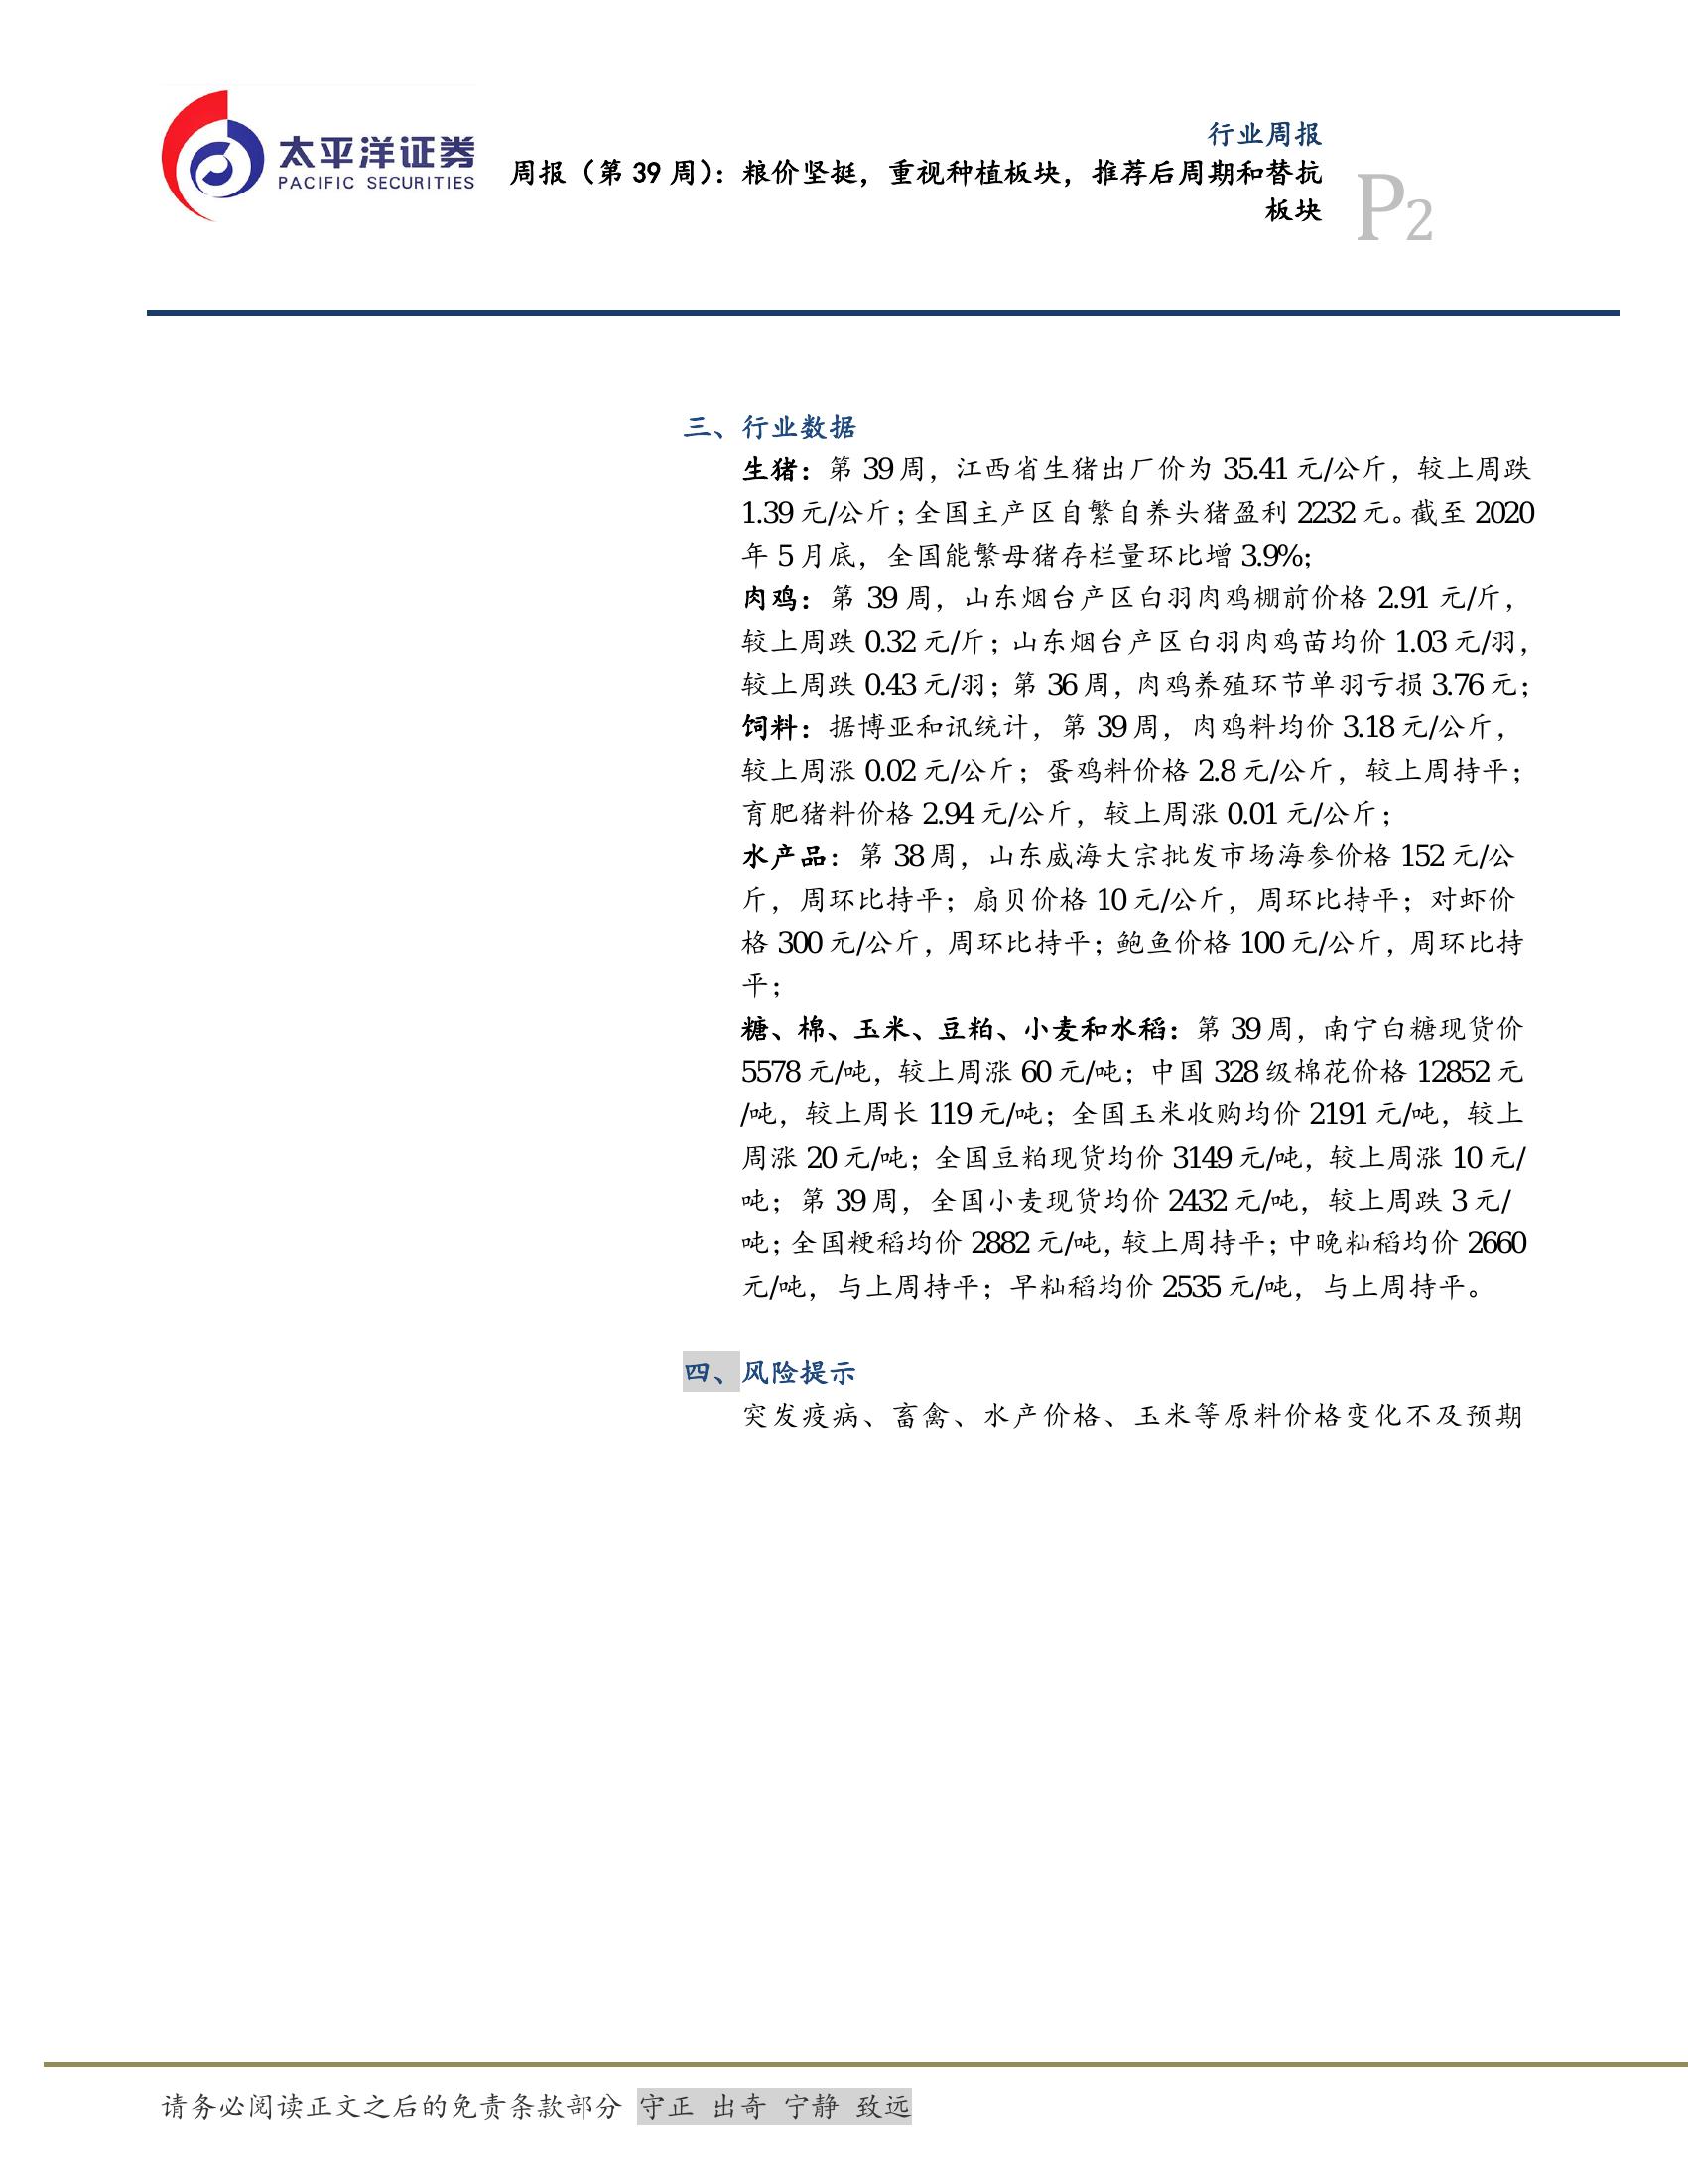 太平洋证券
PACIFIC SECURITIES
行业周报
周报（第 39 周）：粮价坚挺，重视种植板块，推荐后周期和替抗
板块
P2
三、行业数据
生猪：第 39 周，江西省生猪出厂价为 35.41 元/公斤，较上周跌
1.39 元/公斤；全国主产区自繁自养头猪盈利 2232 元。截至 2020
年 5 月底，全国能繁母猪存栏量环比增 3.9%；
肉鸡：第 39 周，山东烟台产区白羽肉鸡棚前价格 2.91 元/斤，
较上周跌 0.32 元/斤；山东烟台产区白羽肉鸡苗均价 1.03 元/羽，
较上周跌 0.43 元/羽；第 36 周，肉鸡养殖环节单羽亏损 3.76 元；
饲料：据博亚和讯统计，第 39 周，肉鸡料均价 3.18 元/公斤，
较上周涨 0.02 元/公斤；蛋鸡料价格 2.8 元/公斤，较上周持平；
育肥猪料价格 2.94 元/公斤，较上周涨 0.01 元/公斤；
水产品：第 38 周，山东威海大宗批发市场海参价格 152 元/公
斤，周环比持平；扇贝价格 10 元/公斤，周环比持平；对虾价
格 300 元/公斤，周环比持平；鲍鱼价格 100 元/公斤，周环比持
平；
糖、棉、玉米、豆粕、小麦和水稻：第 39 周，南宁白糖现货价
5578 元/吨，较上周涨 60 元/吨；中国 328 级棉花价格 12852 元
/吨，较上周长 119 元/吨；全国玉米收购均价 2191 元/吨，较上
周涨 20 元/吨；全国豆粕现货均价 3149 元/吨，较上周涨 10 元/
吨；第 39 周，全国小麦现货均价 2432 元/吨，较上周跌 3 元/
吨；全国粳稻均价 2882 元/吨，较上周持平；中晚籼稻均价 2660
元/吨，与上周持平；早籼稻均价 2535 元/吨，与上周持平。
四、风险提示
突发疫病、畜禽、水产价格、玉米等原料价格变化不及预期
请务必阅读正文之后的免责条款部分 守正 出奇 宁静 致远